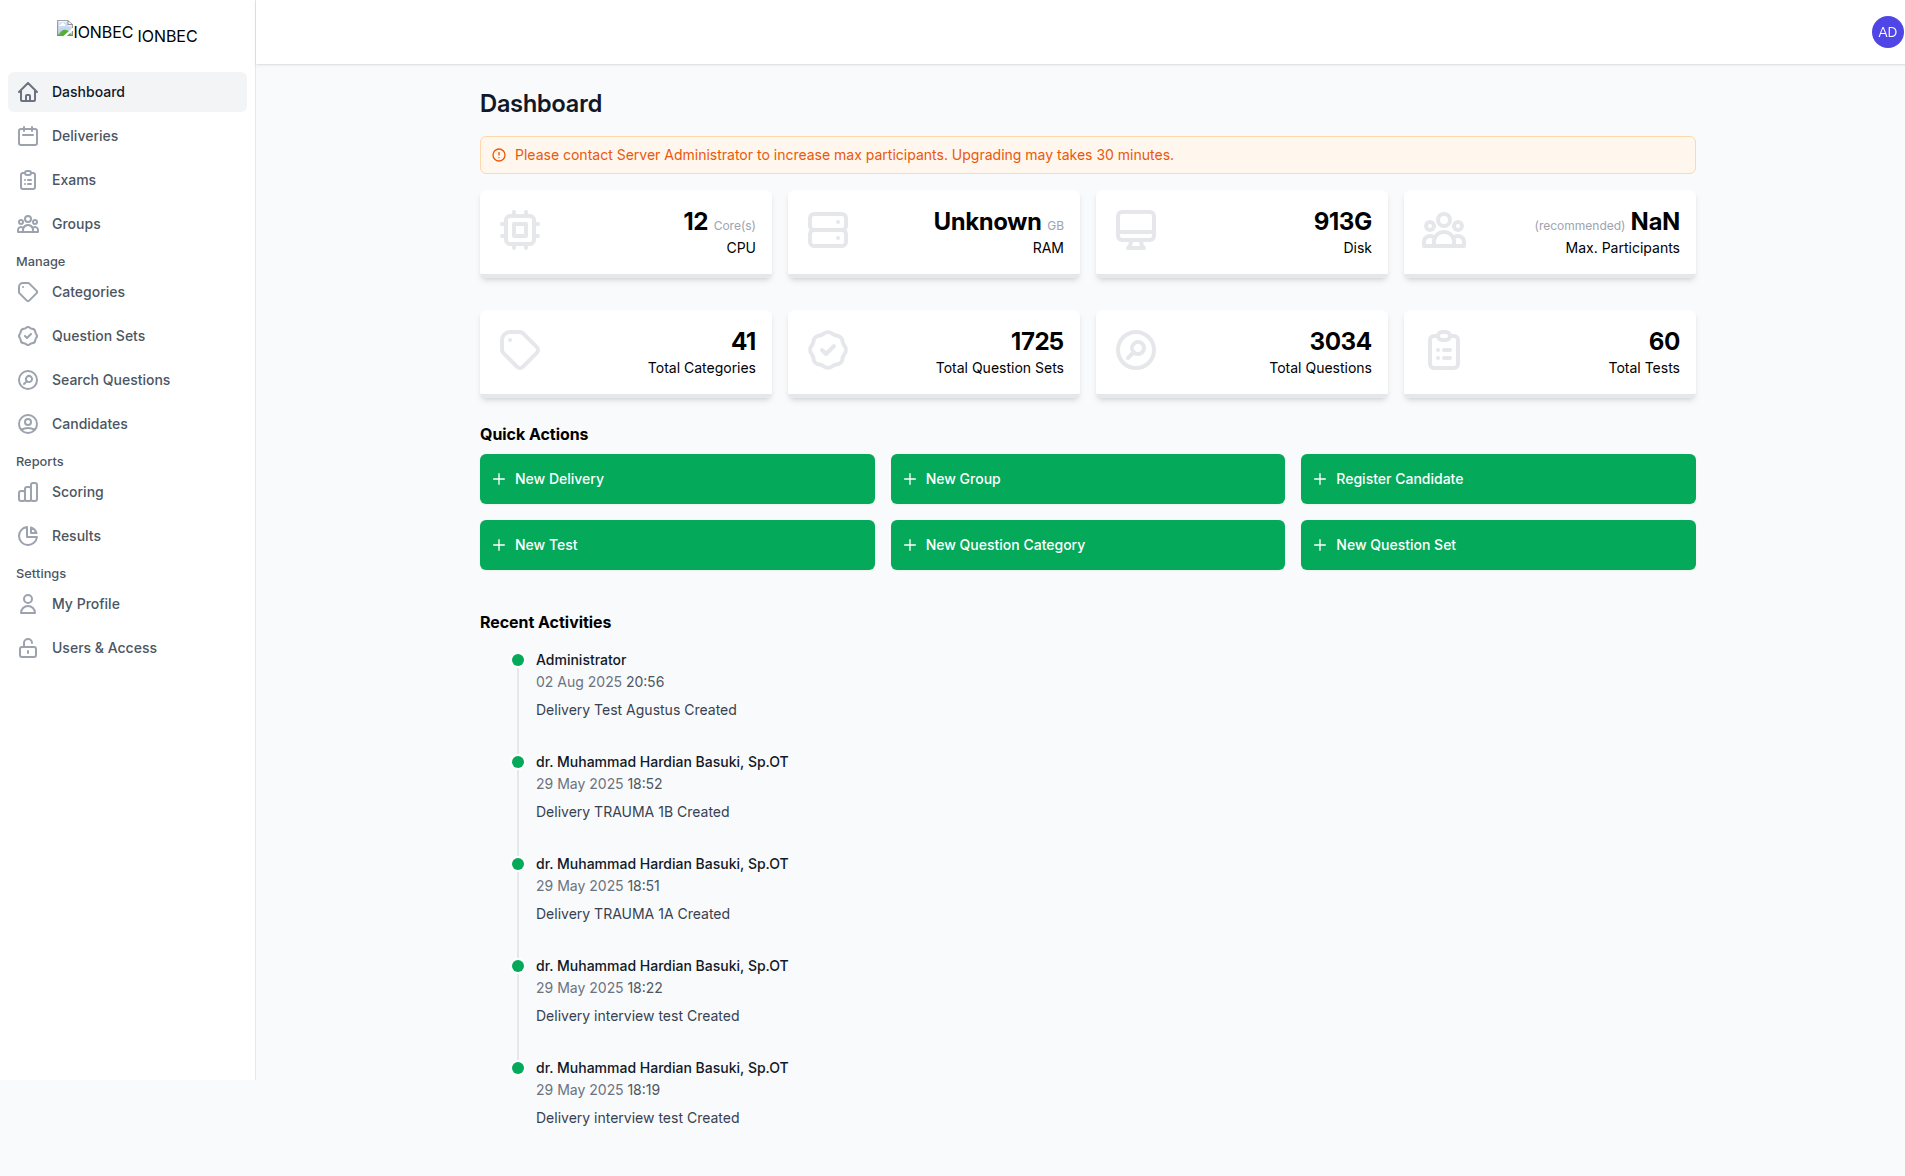 IONBEC IONBEC
AD
Dashboard
Deliveries
Exams
Groups
Manage
Categories
Question Sets
Search Questions
Candidates
Reports
Scoring
Results
Settings
My Profile
Users & Access
Dashboard
Please contact Server Administrator to increase max participants. Upgrading may takes 30 minutes.
12 Core(s)
CPU
Unknown GB
RAM
913G
Disk
(recommended) NaN
Max. Participants
41
Total Categories
1725
Total Question Sets
3034
Total Questions
60
Total Tests
Quick Actions
New Delivery
New Group
Register Candidate
New Test
New Question Category
New Question Set
Recent Activities
Administrator
02 Aug 2025 20:56
Delivery Test Agustus Created
dr. Muhammad Hardian Basuki, Sp.OT
29 May 2025 18:52
Delivery TRAUMA 1B Created
dr. Muhammad Hardian Basuki, Sp.OT
29 May 2025 18:51
Delivery TRAUMA 1A Created
dr. Muhammad Hardian Basuki, Sp.OT
29 May 2025 18:22
Delivery interview test Created
dr. Muhammad Hardian Basuki, Sp.OT
29 May 2025 18:19
Delivery interview test Created